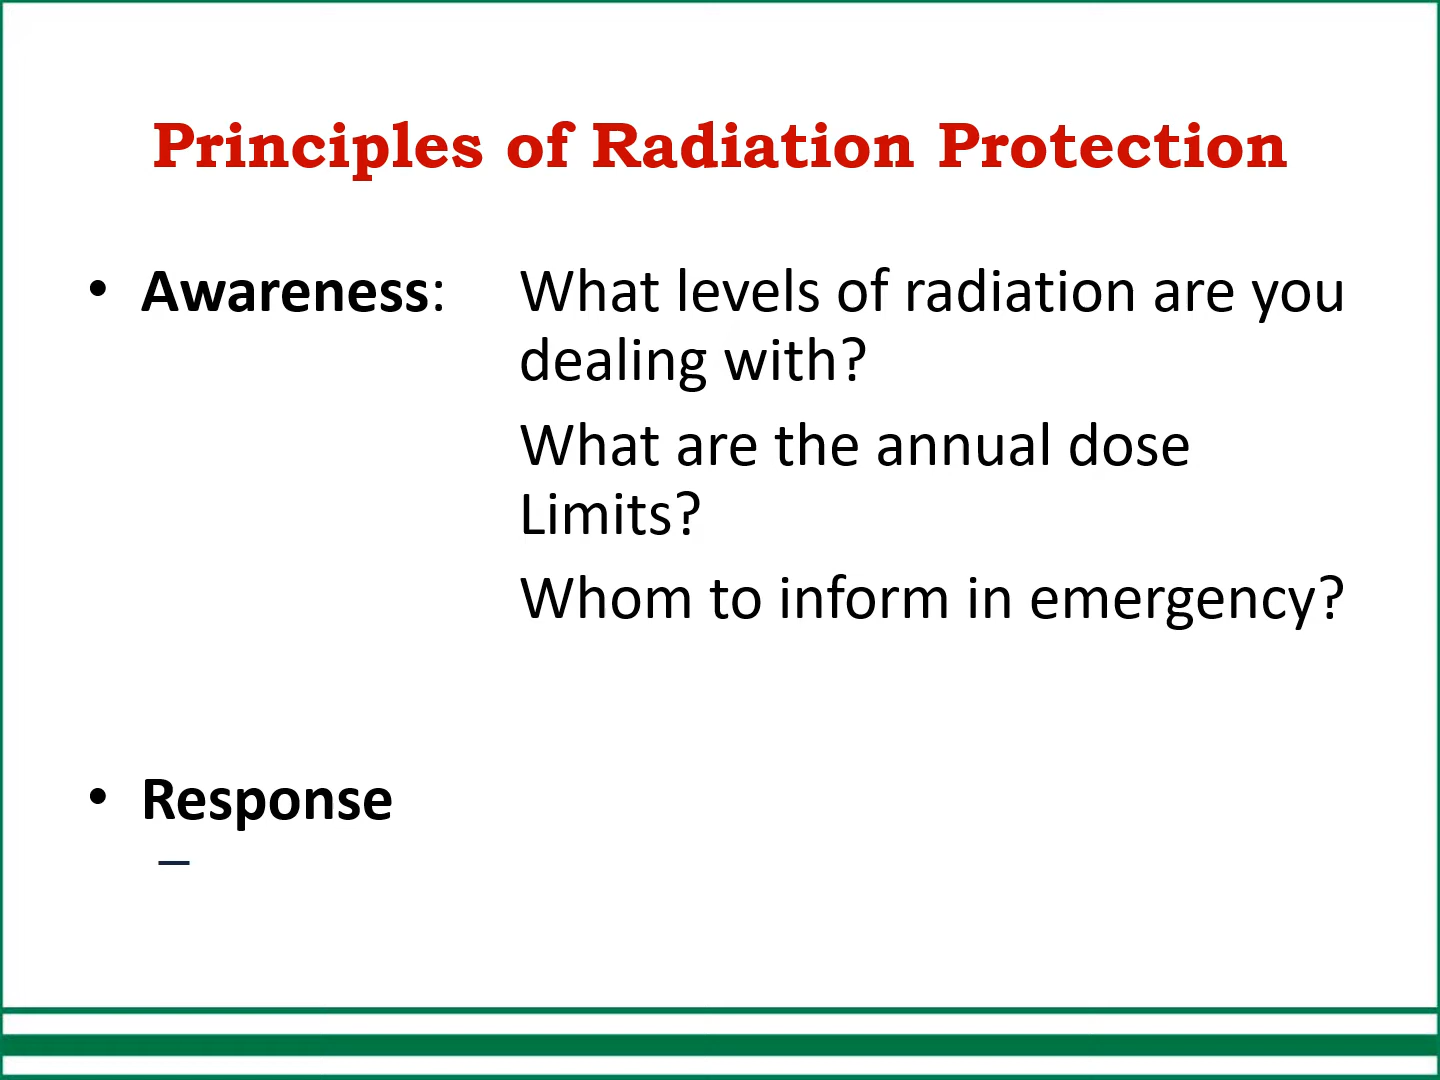 Principles of Radiation Protection
• Awareness: What levels of radiation are you
dealing with?
What are the annual dose
Limits?
Whom to inform in emergency?
• Response
–